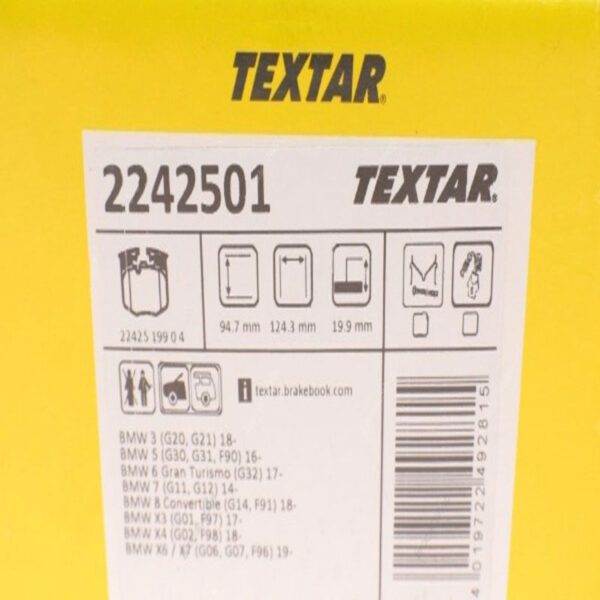 TEXTAR®
2242501 TEXTAR®
22425 199 0 4
94.7 mm 124.3 mm 19.9 mm
i textar.brakebook.com
BMW 3 (G20, G21) 18-
BMW 5 (G30, G31, F90) 16-
BMW 6 Gran Turismo (G32) 17-
BMW 7 (G11, G12) 14-
BMW 8 Convertible (G14, F91) 18-
BMW X3 (G01, F97) 17-
BMW X4 (G02, F98) 18-
BMW X6 / X7 (G06, G07, F96) 19-
4 019722 492815